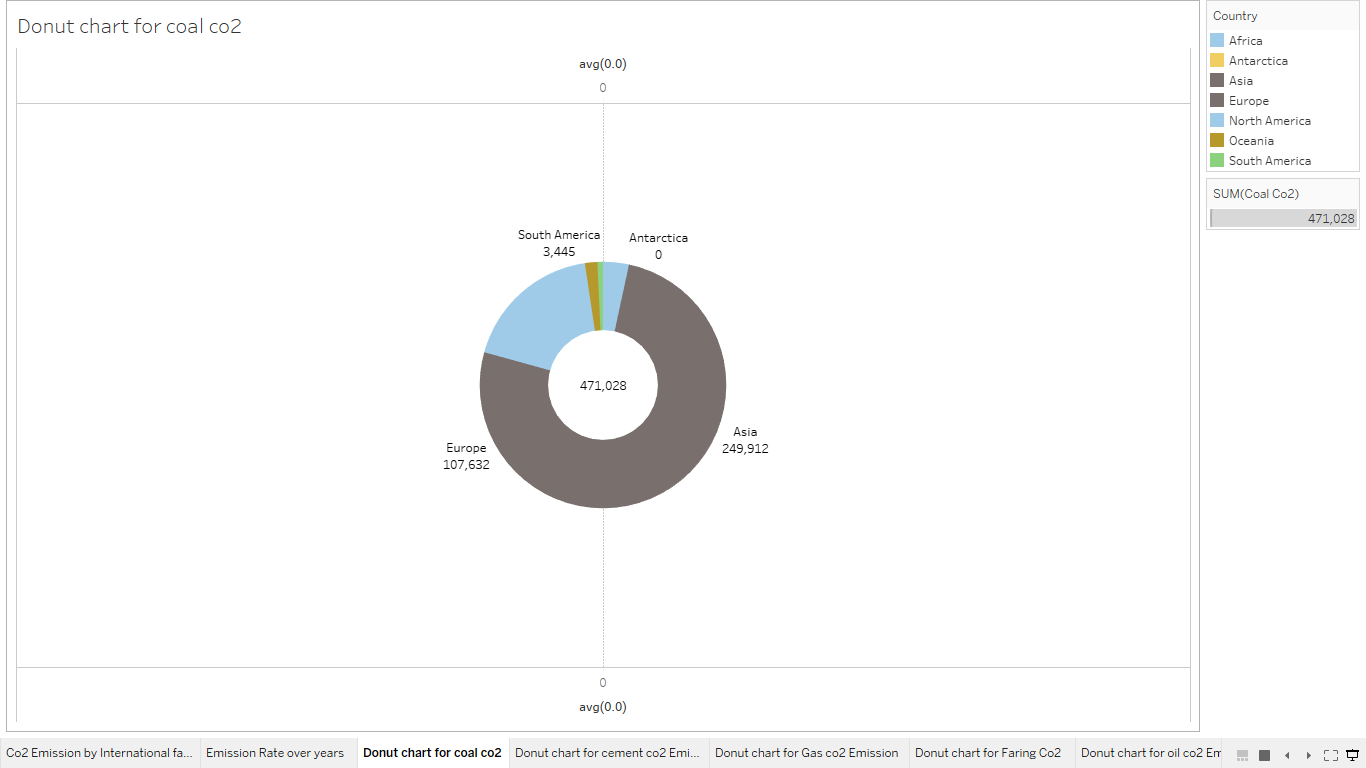 Donut chart for coal co2
avg(0.0)
0
South America
3,445
Antarctica
0
471,028
Asia
249,912
Europe
107,632
0
avg(0.0)
Country
Africa
Antarctica
Asia
Europe
North America
Oceania
South America
SUM(Coal Co2)
471,028
Co2 Emission by International fa...
Emission Rate over years
Donut chart for coal co2
Donut chart for cement co2 Emi...
Donut chart for Gas co2 Emission
Donut chart for Faring Co2
Donut chart for oil co2 Em